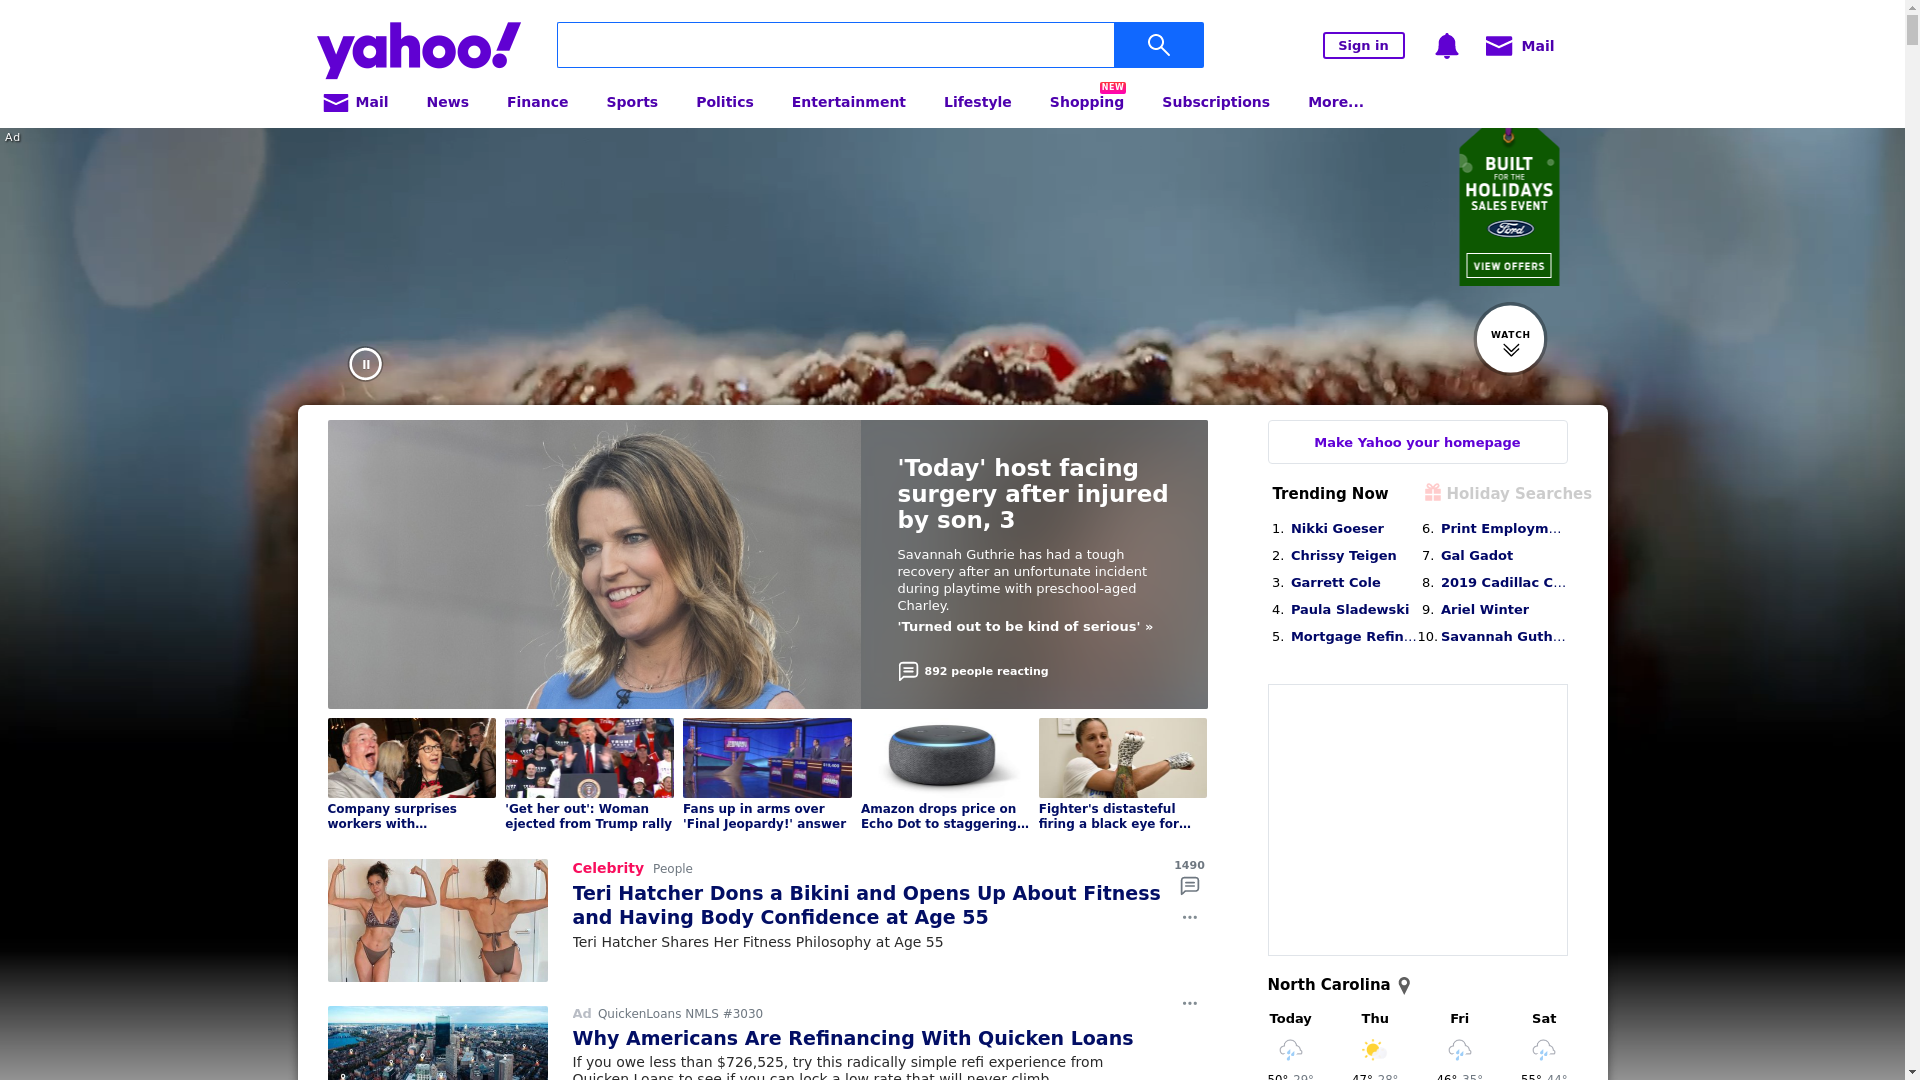 yahoo!
Sign in
Mail
Mail
News
Finance
Sports
Politics
Entertainment
Lifestyle
Shopping
NEW
Subscriptions
More...
Ad
BUILT
FOR THE
HOLIDAYS
SALES EVENT
Ford
VIEW OFFERS
WATCH
'Today' host facing
surgery after injured
by son, 3
Savannah Guthrie has had a tough
recovery after an unfortunate incident
during playtime with preschool-aged
Charley.
'Turned out to be kind of serious' »
892 people reacting
Company surprises
workers with...
'Get her out': Woman
ejected from Trump rally
Fans up in arms over
'Final Jeopardy!' answer
Amazon drops price on
Echo Dot to staggering...
Fighter's distasteful
firing a black eye for...
Celebrity People
Teri Hatcher Dons a Bikini and Opens Up About Fitness
and Having Body Confidence at Age 55
Teri Hatcher Shares Her Fitness Philosophy at Age 55
1490
Ad QuickenLoans NMLS #3030
Why Americans Are Refinancing With Quicken Loans
If you owe less than $726,525, try this radically simple refi experience from
Quicken Loans to see if you can lock a low rate that will never climb.
Make Yahoo your homepage
Trending Now
Holiday Searches
1. Nikki Goeser
2. Chrissy Teigen
3. Garrett Cole
4. Paula Sladewski
5. Mortgage Refin...
6. Print Employm...
7. Gal Gadot
8. 2019 Cadillac C...
9. Ariel Winter
10. Savannah Guth...
North Carolina
Today Thu Fri Sat
50° 29° 47° 28° 46° 35° 55° 44°